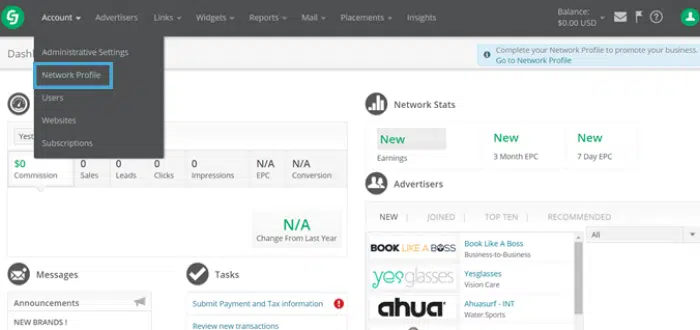 Account
Advertisers
Links
Widgets
Reports
Mail
Placements
Insights
Balance:
$0.00 USD
Administrative Settings
Network Profile
Users
Websites
Subscriptions
Complete your Network Profile to promote your business.
Go to Network Profile
$0
Commission
0
Sales
0
Leads
0
Clicks
0
Impressions
N/A
EPC
N/A
Conversion
N/A
Change From Last Year
Network Stats
New
Earnings
New
3 Month EPC
New
7 Day EPC
Advertisers
NEW | JOINED | TOP TEN | RECOMMENDED
All
BOOK LIKE A BOSS
Book Like A Boss
Business-to-Business
yesglasses
Yesglasses
Vision Care
ahua
Ahuasurf - INT
Water Sports
Messages
Announcements
NEW BRANDS !
Tasks
Submit Payment and Tax information
Review new transactions